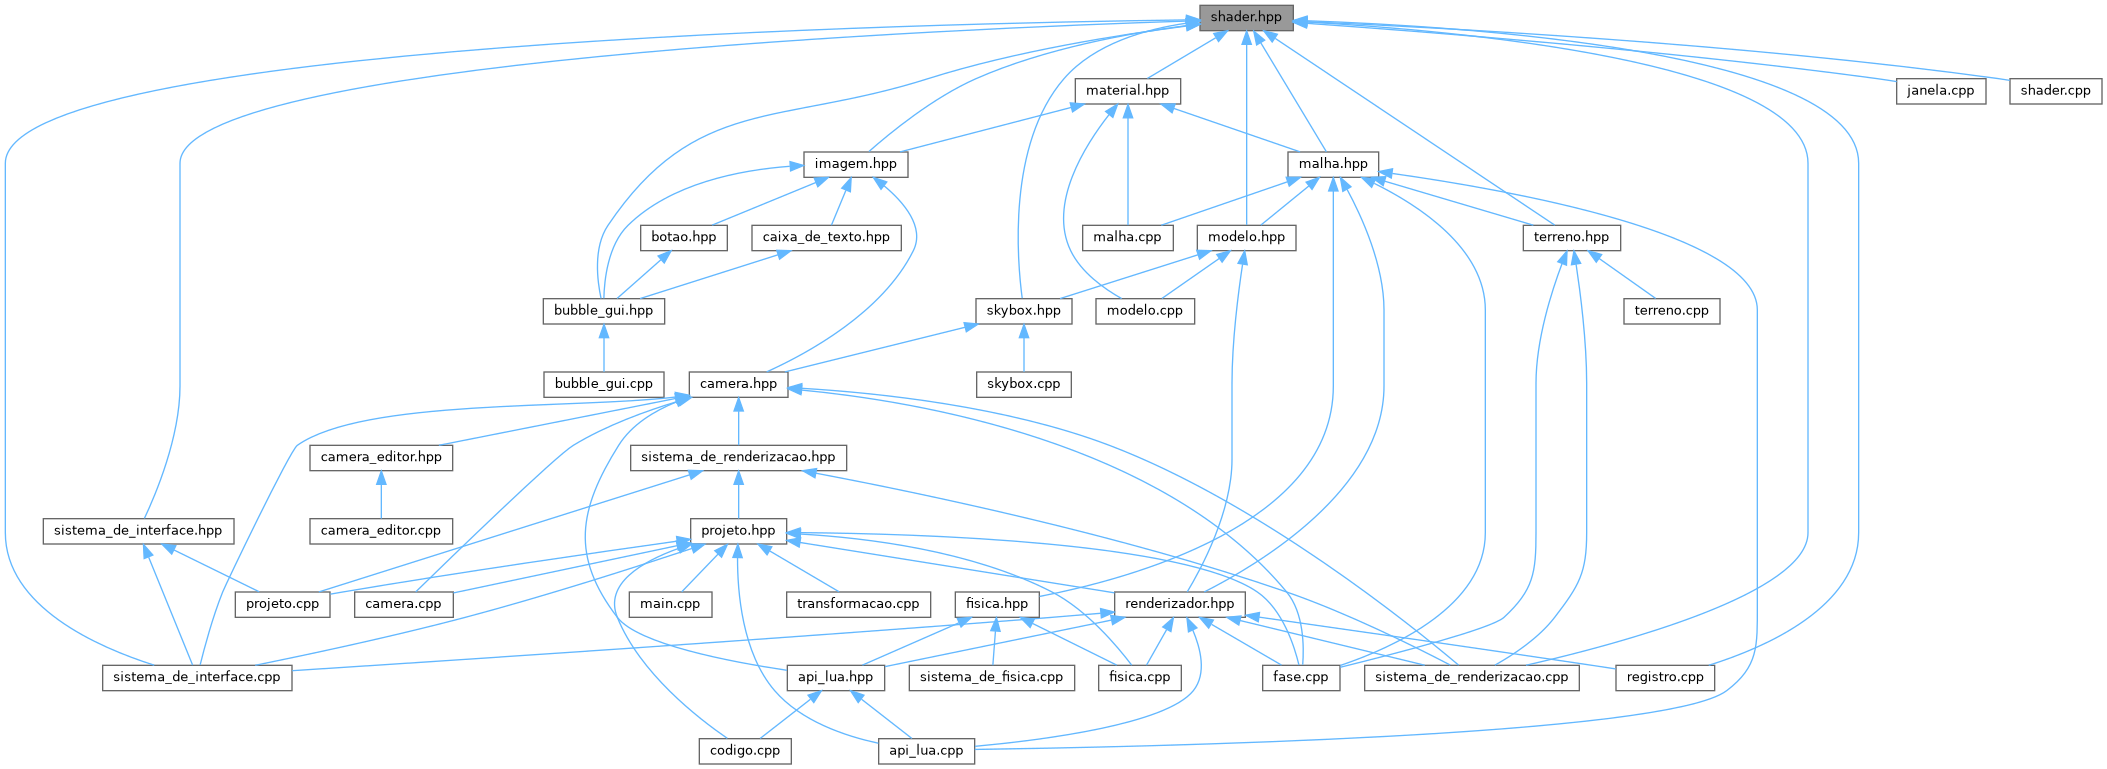 shader.hpp
material.hpp
janela.cpp
shader.cpp
imagem.hpp
malha.hpp
botao.hpp
caixa_de_texto.hpp
malha.cpp
modelo.hpp
terreno.hpp
bubble_gui.hpp
skybox.hpp
modelo.cpp
terreno.cpp
bubble_gui.cpp
camera.hpp
skybox.cpp
camera_editor.hpp
sistema_de_renderizacao.hpp
sistema_de_interface.hpp
camera_editor.cpp
projeto.hpp
projeto.cpp
camera.cpp
main.cpp
transformacao.cpp
fisica.hpp
renderizador.hpp
sistema_de_interface.cpp
api_lua.hpp
sistema_de_fisica.cpp
fisica.cpp
fase.cpp
sistema_de_renderizacao.cpp
registro.cpp
codigo.cpp
api_lua.cpp